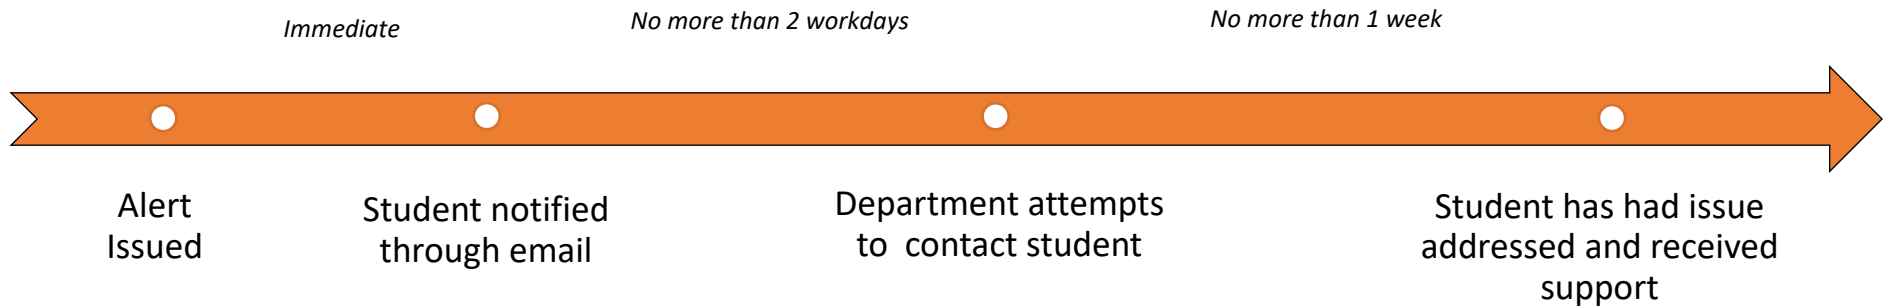 Immediate
No more than 2 workdays
No more than 1 week
Alert
Issued
Student notified
through email
Department attempts
to  contact student
Student has had issue
addressed and received
support